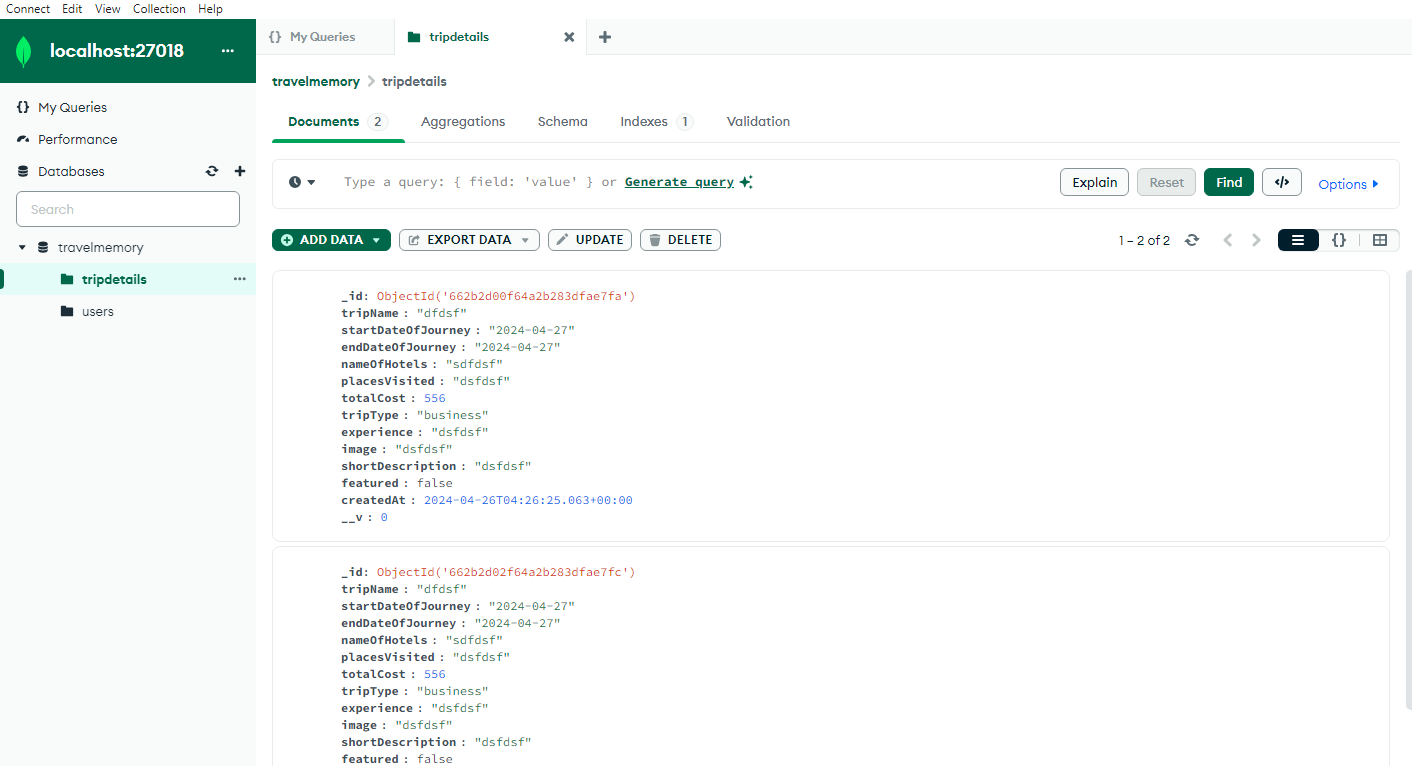 Connect Edit View Collection Help
localhost:27018
My Queries
Performance
Databases
Search
travelmemory
tripdetails
users
{} My Queries
tripdetails
travelmemory > tripdetails
Documents 2 Aggregations Schema Indexes 1 Validation
Type a query: { field: 'value' } or Generate query
Explain Reset Find </> Options
ADD DATA EXPORT DATA UPDATE DELETE 1 – 2 of 2 {}
_id: ObjectId('662b2d00f64a2b283dfae7fa')
tripName : "dfdsf"
startDateOfJourney : "2024-04-27"
endDateOfJourney : "2024-04-27"
nameOfHotels : "sdfdsf"
placesVisited : "dsfdsf"
totalCost : 556
tripType : "business"
experience : "dsfdsf"
image : "dsfdsf"
shortDescription : "dsfdsf"
featured : false
createdAt : 2024-04-26T04:26:25.063+00:00
__v : 0
_id: ObjectId('662b2d02f64a2b283dfae7fc')
tripName : "dfdsf"
startDateOfJourney : "2024-04-27"
endDateOfJourney : "2024-04-27"
nameOfHotels : "sdfdsf"
placesVisited : "dsfdsf"
totalCost : 556
tripType : "business"
experience : "dsfdsf"
image : "dsfdsf"
shortDescription : "dsfdsf"
featured : false